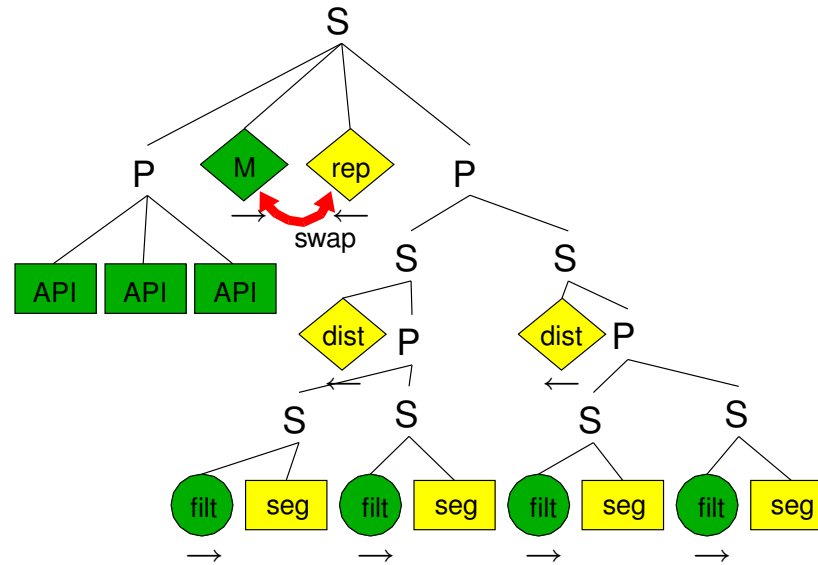 S
P M rep P
→ ←
swap
S S
API API API
dist P dist P
← ←
S S S S
filt seg filt seg filt seg filt seg
→ → → →